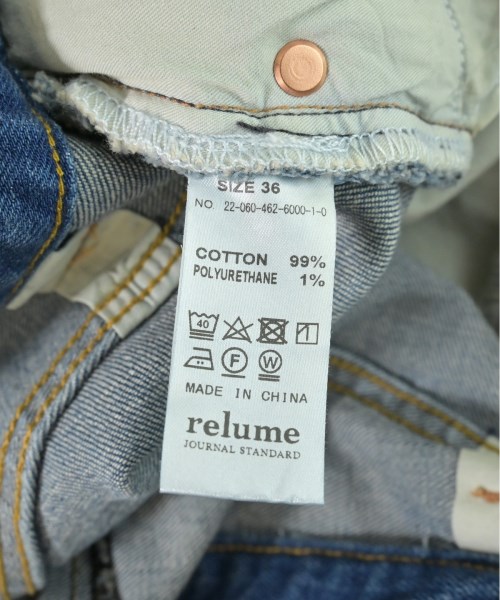 SIZE 36
NO. 22-060-462-6000-1-0
COTTON 99%
POLYURETHANE 1%
40
F W
MADE IN CHINA
relume
JOURNAL STANDARD